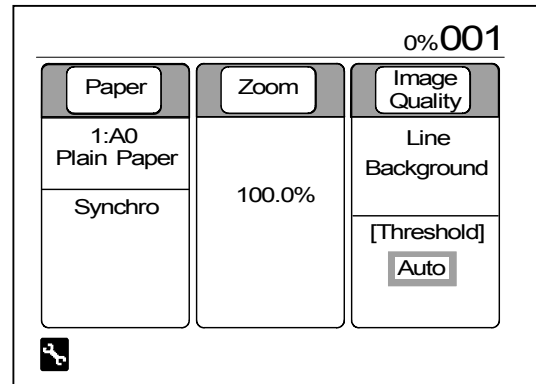 0%001
Paper
1:A0
Plain Paper
Synchro
Zoom
100.0%
Image
Quality
Line
Background
[Threshold]
Auto